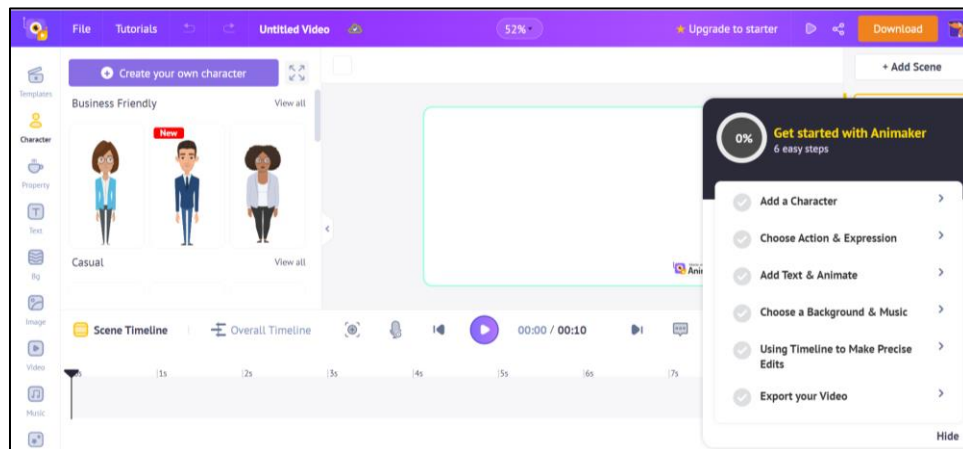 File Tutorials Untitled Video 52% Upgrade to starter Download
+ Add Scene
Templates
Character
Property
Text
Bg
Image
Video
Music
Create your own character
Business Friendly View all
New
Casual View all
Scene Timeline Overall Timeline 00:00 / 00:10
1s 2s 3s 4s 5s 6s 7s
0%
Get started with Animaker
6 easy steps
Add a Character
Choose Action & Expression
Add Text & Animate
Choose a Background & Music
Using Timeline to Make Precise
Edits
Export your Video
Hide